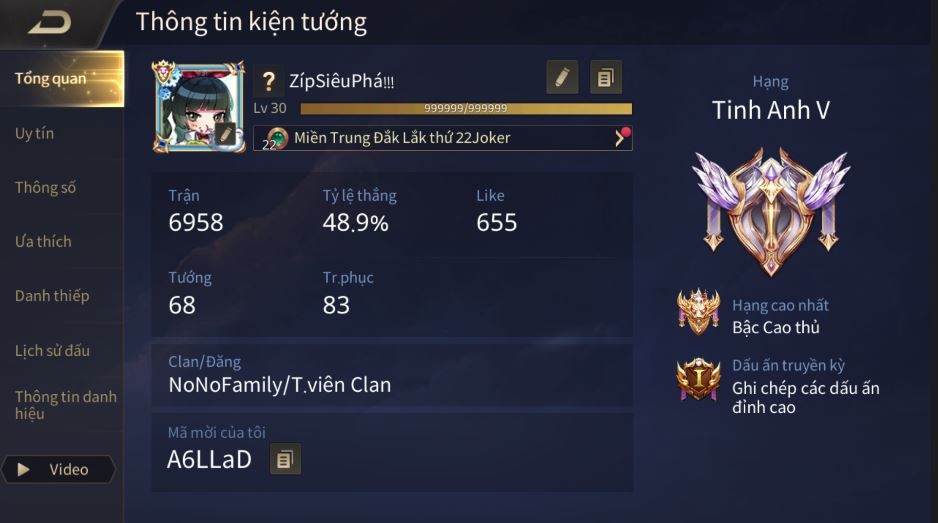 Thông tin kiện tướng
Tổng quan
Uy tín
Thông số
Ưa thích
Danh thiếp
Lịch sử đấu
Thông tin danh
hiệu
Video
? ZípSiêuPhá!!!
Lv 30 999999/999999
22 Miền Trung Đắk Lắk thứ 22Joker
Trận Tỷ lệ thắng Like
6958 48.9% 655
Tướng Tr.phục
68 83
Clan/Đăng
NoNoFamily/T.viên Clan
Mã mời của tôi
A6LLaD
Hạng
Tinh Anh V
Hạng cao nhất
Bậc Cao thủ
I
Dấu ấn truyền kỳ
Ghi chép các dấu ấn
đỉnh cao